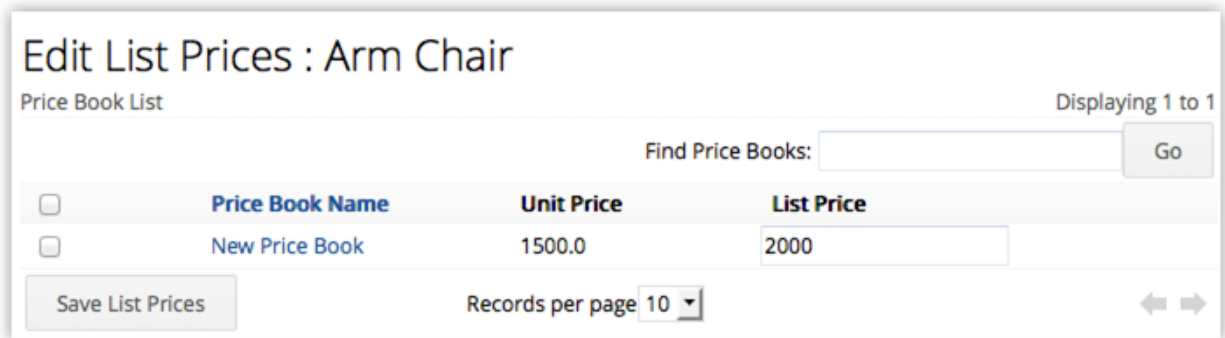 Edit List Prices : Arm Chair
Price Book List Displaying 1 to 1
Find Price Books: Go
Price Book Name Unit Price List Price
New Price Book 1500.0 2000
Save List Prices Records per page 10